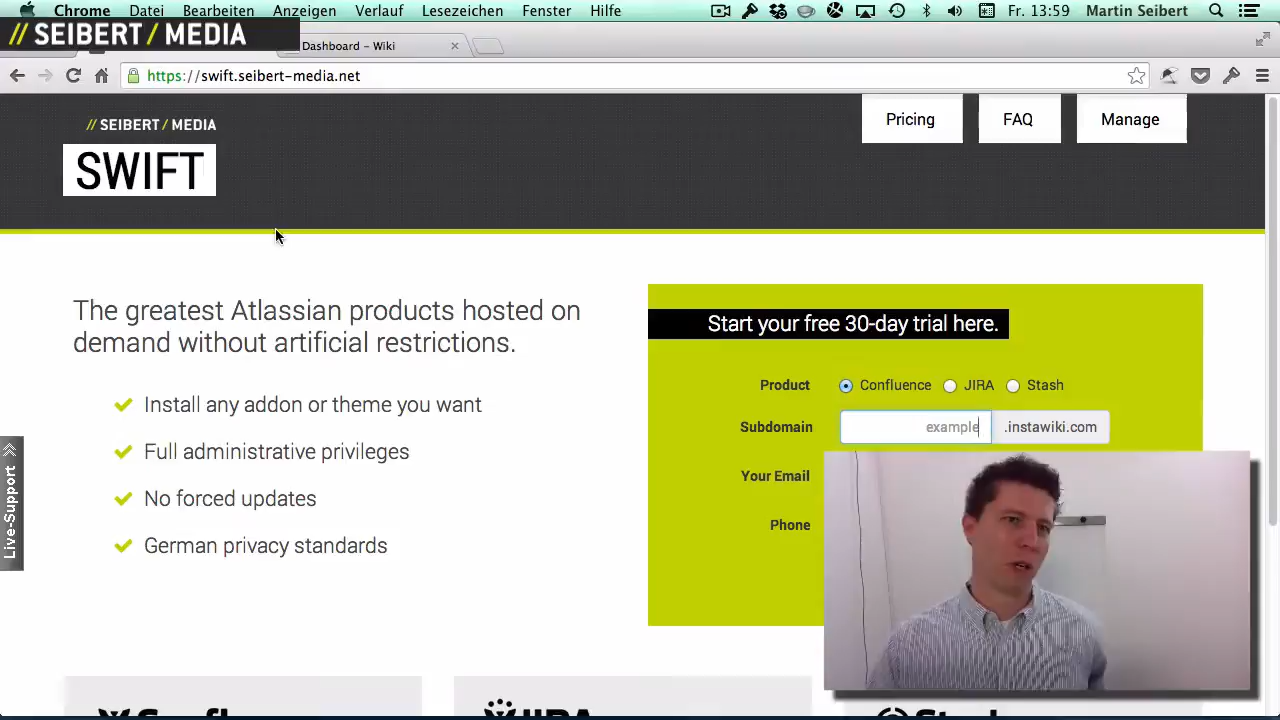 Chrome Datei Bearbeiten Anzeigen Verlauf Lesezeichen Fenster Hilfe Fr. 13:59 Martin Seibert
// SEIBERT / MEDIA
Dashboard – Wiki
https://swift.seibert-media.net
// SEIBERT / MEDIA
SWIFT
Pricing FAQ Manage
The greatest Atlassian products hosted on
demand without artificial restrictions.
Install any addon or theme you want
Full administrative privileges
No forced updates
German privacy standards
Live-Support
Start your free 30-day trial here.
Product Confluence JIRA Stash
Subdomain example .instawiki.com
Your Email
Phone
JIRA